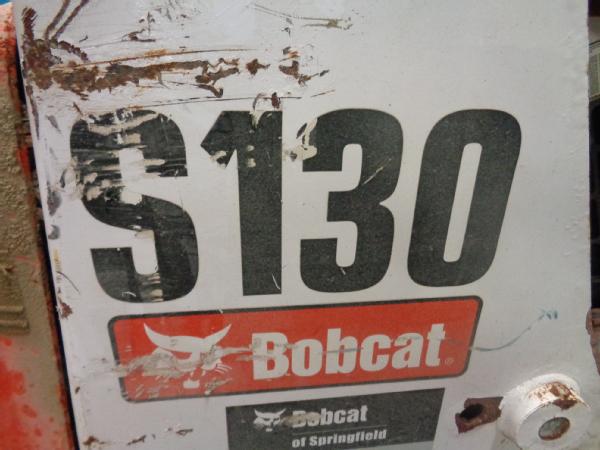 S130
Bobcat
Bobcat
of Springfield